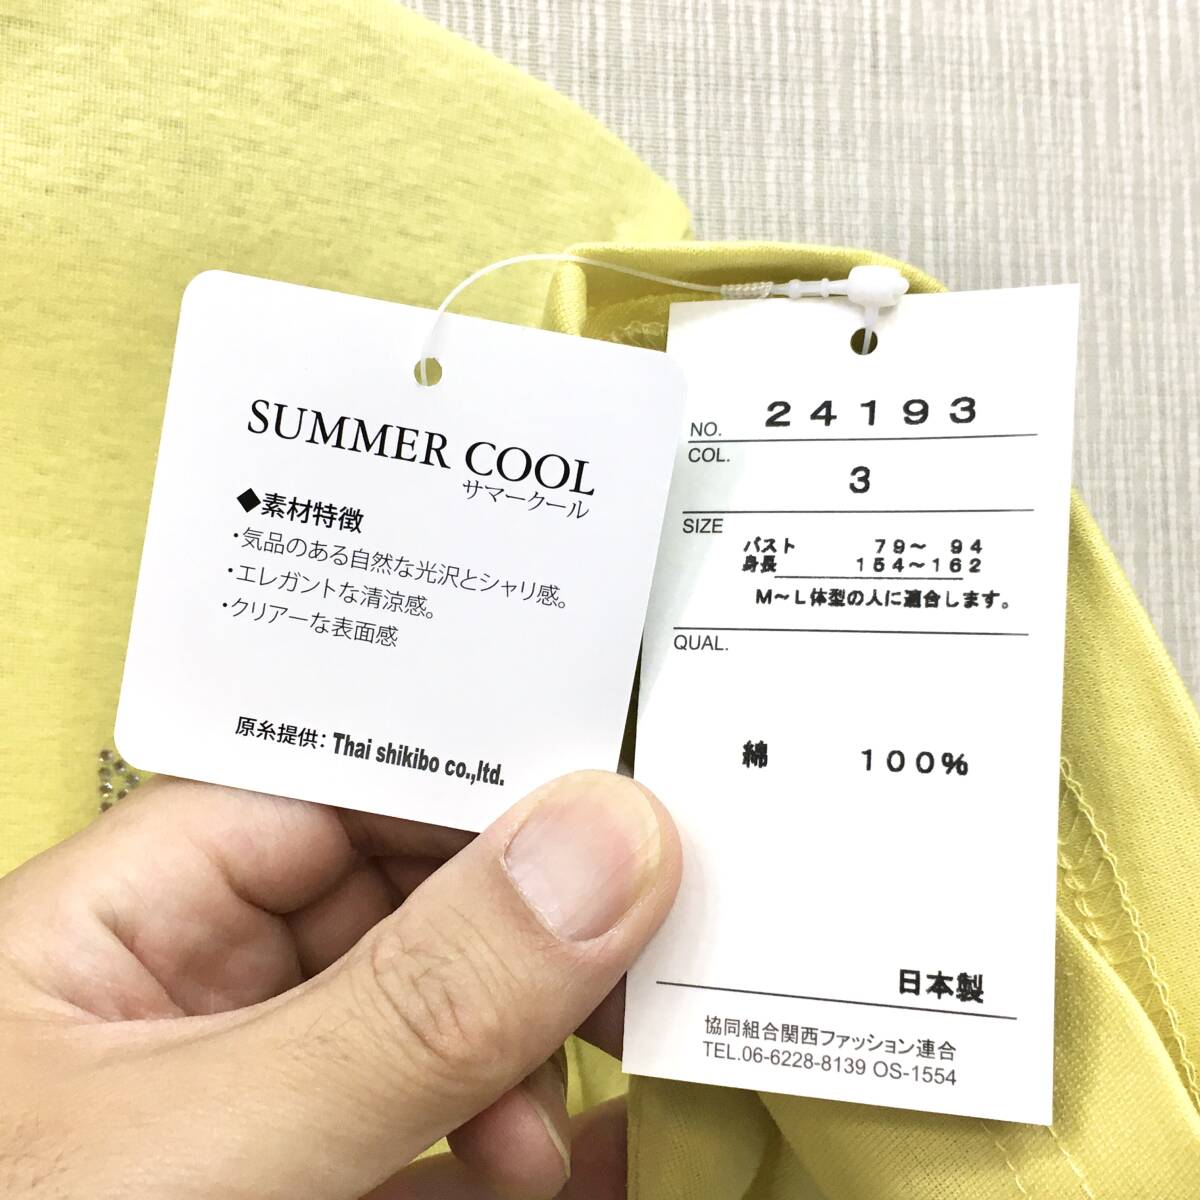 SUMMER COOL
サマークール
◆素材特徴
・気品のある自然な光沢とシャリ感。
・エレガントな清涼感。
・クリアーな表面感
原糸提供：Thai shikibo co.,ltd.
NO. 24193
COL.
3
SIZE
バスト 79～ 94
身長 154～162
M～L体型の人に適合します。
QUAL.
綿 100%
日本製
協同組合関西ファッション連合
TEL.06-6228-8139 OS-1554